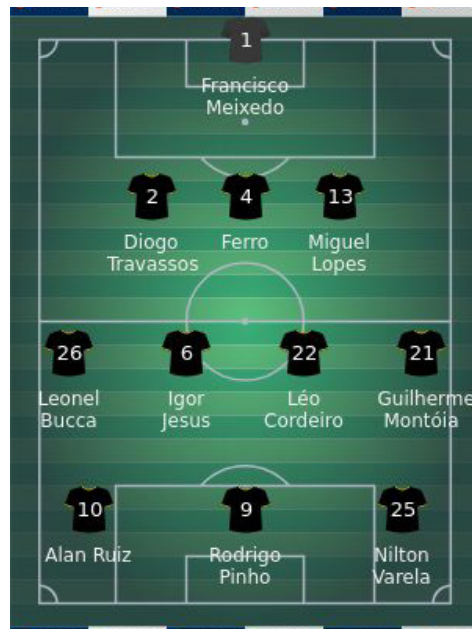 1
Francisco
Meixedo
2 4 13
Diogo Ferro Miguel
Travassos Lopes
26 6 22 21
Leonel Igor Léo Guilherme
Bucca Jesus Cordeiro Montóia
10 9 25
Alan Ruiz Rodrigo Nilton
Pinho Varela